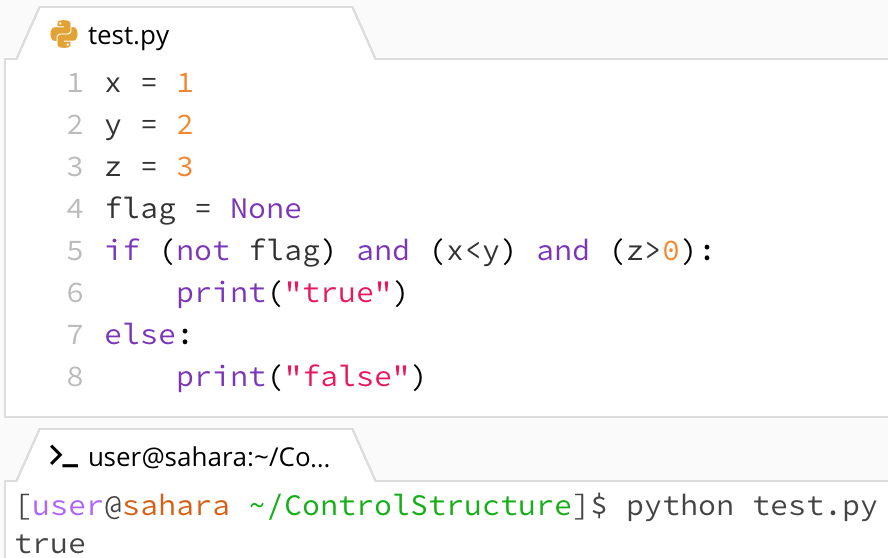 test.py
1 x = 1
2 y = 2
3 z = 3
4 flag = None
5 if (not flag) and (x<y) and (z>0):
6     print("true")
7 else:
8     print("false")
>_ user@sahara:~/Co...
[user@sahara ~/ControlStructure]$ python test.py
true